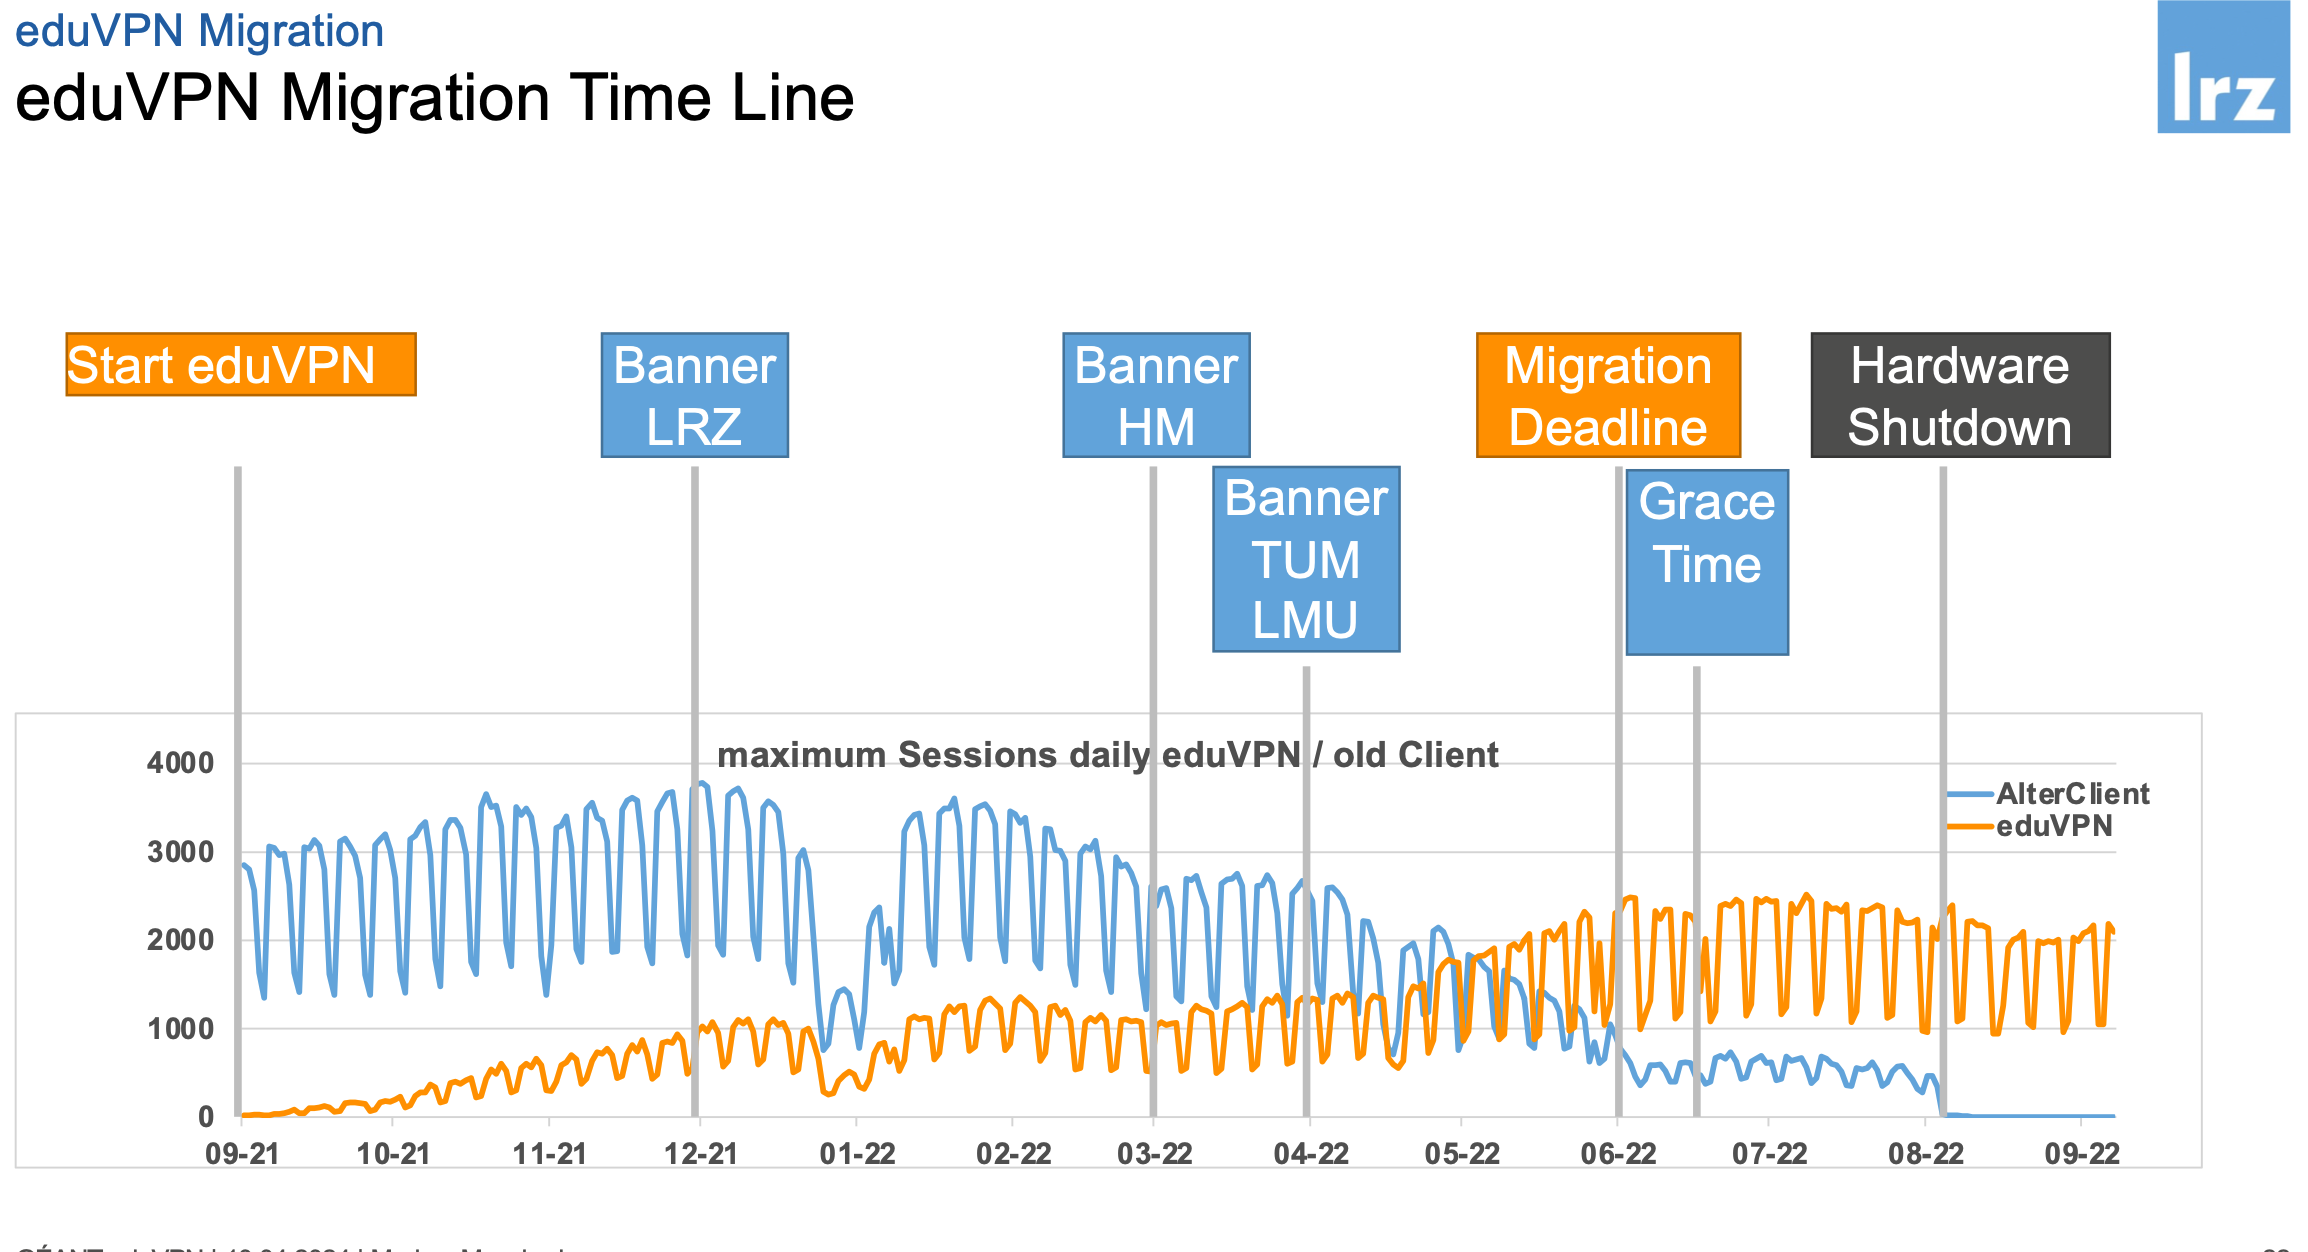 eduVPN Migration
eduVPN Migration Time Line
lrz
Start eduVPN
Banner
LRZ
Banner
HM
Banner
TUM
LMU
Migration
Deadline
Grace
Time
Hardware
Shutdown
maximum Sessions daily eduVPN / old Client
4000
3000
2000
1000
0
AlterClient
eduVPN
09-21 10-21 11-21 12-21 01-22 02-22 03-22 04-22 05-22 06-22 07-22 08-22 09-22